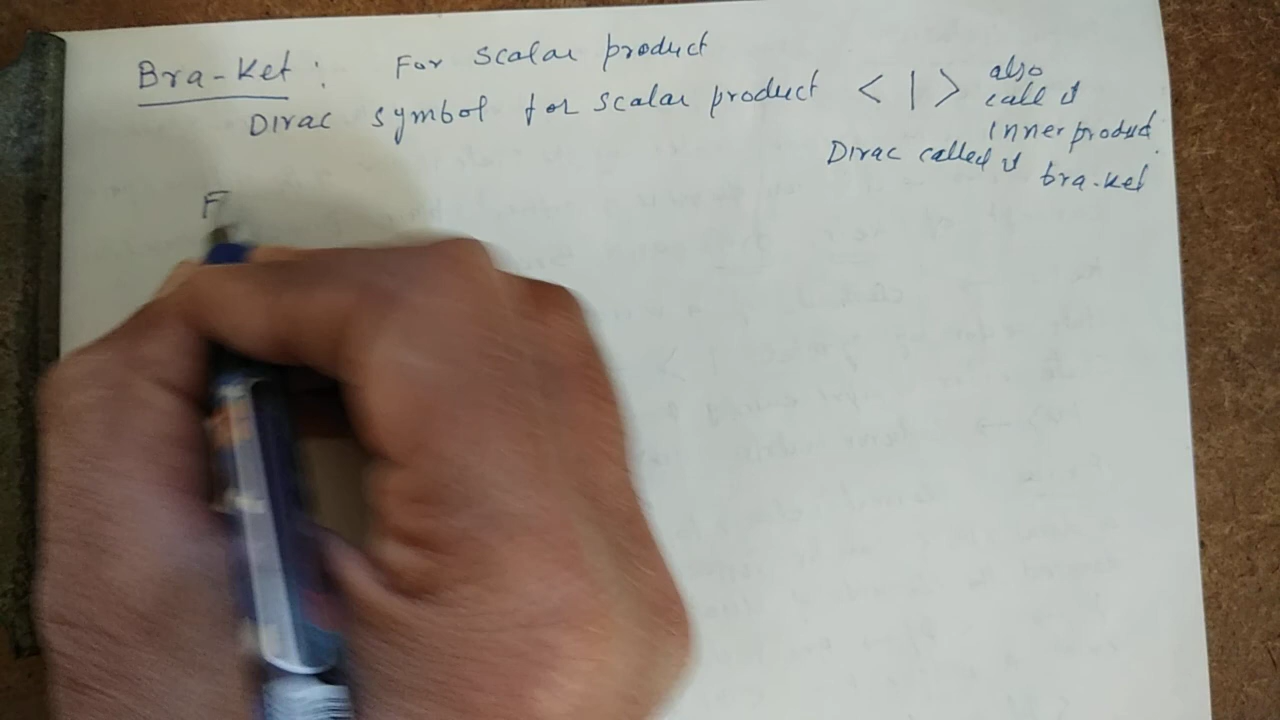 Bra-Ket : For Scalar product
Dirac symbol for scalar product < | > also
call it
inner product.
Dirac called it bra-ket
F